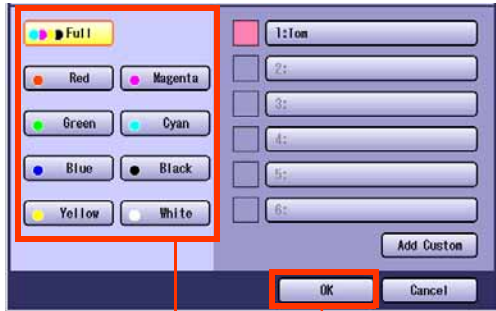 Full
Red Magenta
Green Cyan
Blue Black
Yellow White
1:Tom
2:
3:
4:
5:
6:
Add Custom
OK Cancel